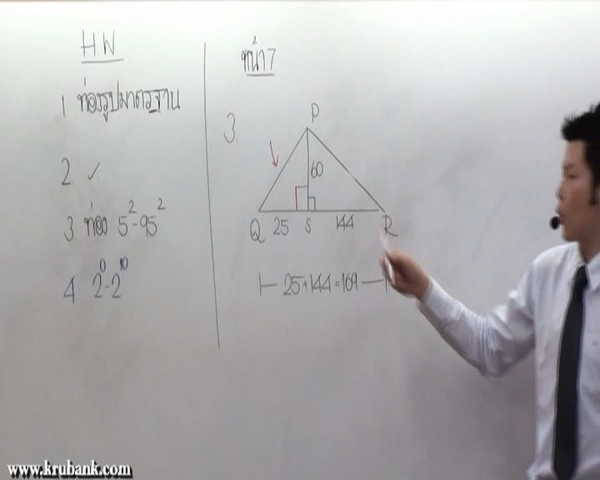 HW
1 ท่องรูปมาตรฐาน
2 ✓
3 ท่อง 5²-95²
4 2⁰-2¹⁰
หน้า 7
3.
P
60
Q 25 S 144 R
25+144=169
www.krubank.com